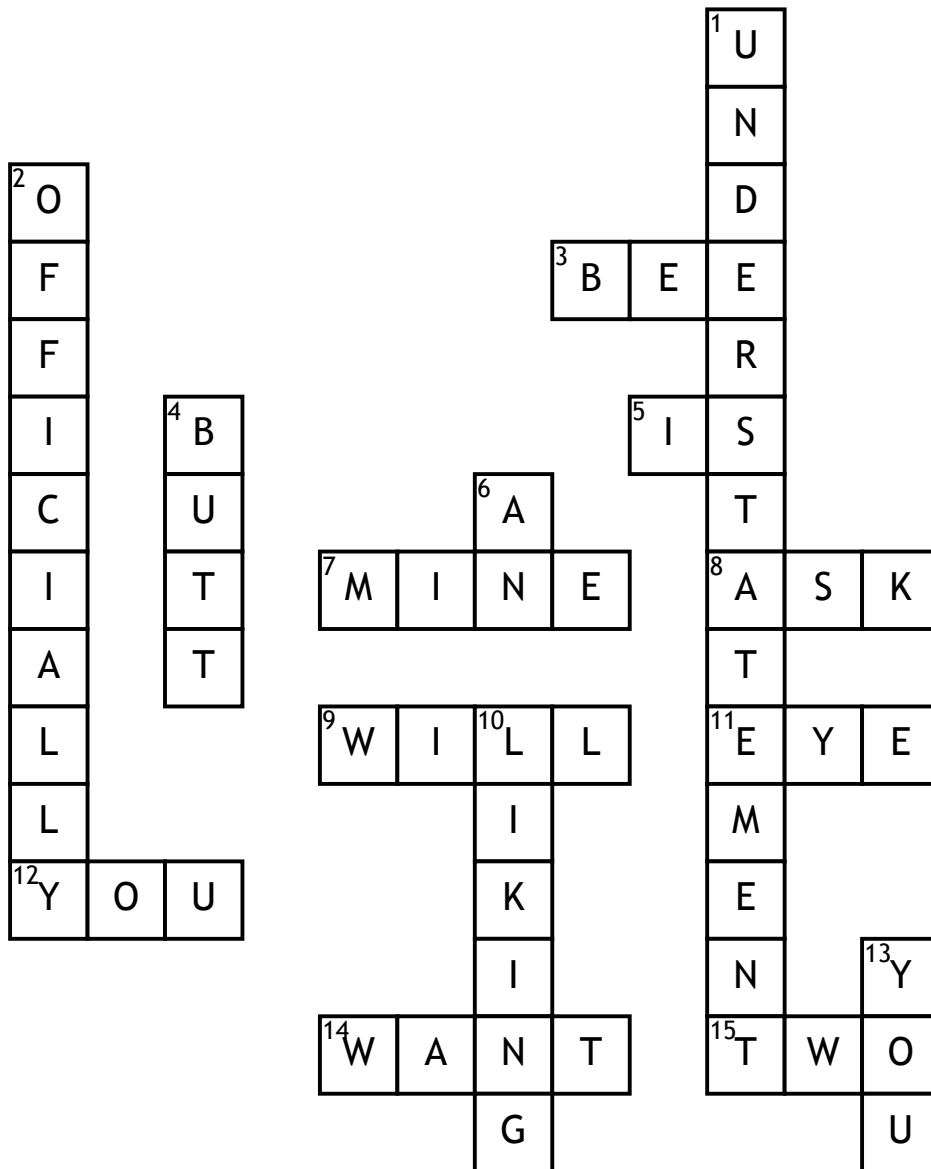 1 U
N
2 O D
F 3 B E E
F R
I 4 B 5 I S
C U 6 A T
I T 7 M I N E 8 A S K
A T T
L 9 W I 10 L L 11 E Y E
L I M
12 Y O U K E
I N 13 Y
14 W A N T 15 T W O
G U